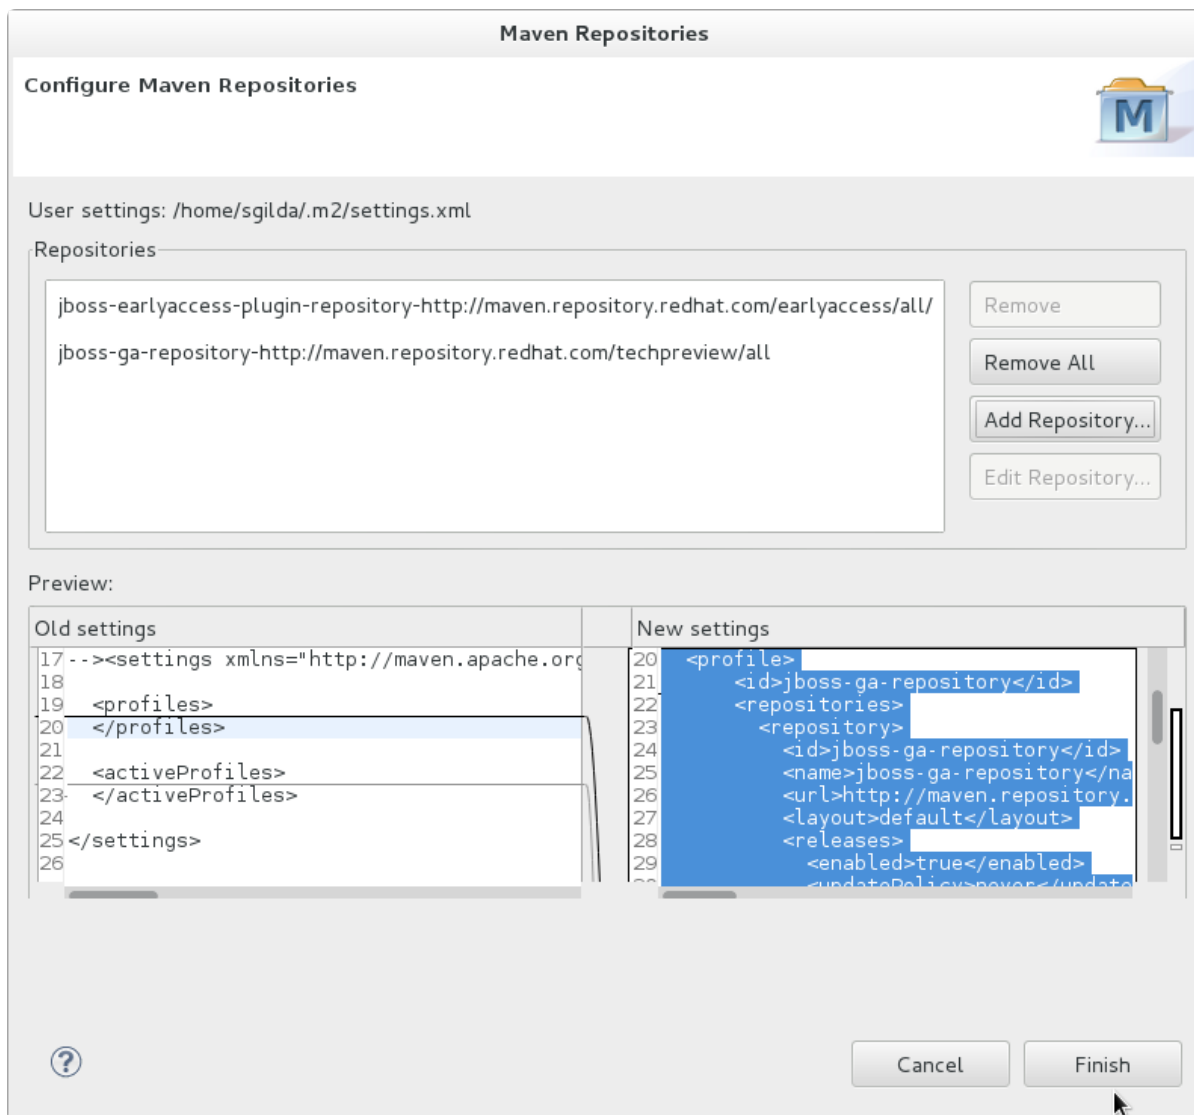 Maven Repositories
Configure Maven Repositories
M
User settings: /home/sgilda/.m2/settings.xml
Repositories
jboss-earlyaccess-plugin-repository-http://maven.repository.redhat.com/earlyaccess/all/
jboss-ga-repository-http://maven.repository.redhat.com/techpreview/all
Remove
Remove All
Add Repository...
Edit Repository...
Preview:
Old settings
17 --><settings xmlns="http://maven.apache.org
18
19 <profiles>
20 </profiles>
21
22 <activeProfiles>
23 </activeProfiles>
24
25 </settings>
26
New settings
20 <profile>
21 <id>jboss-ga-repository</id>
22 <repositories>
23 <repository>
24 <id>jboss-ga-repository</id>
25 <name>jboss-ga-repository</na
26 <url>http://maven.repository.
27 <layout>default</layout>
28 <releases>
29 <enabled>true</enabled>
<updatePolicy>never</update
?
Cancel
Finish